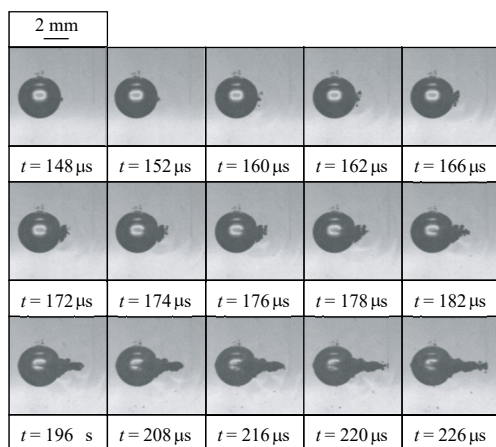 2 mm
t = 148 µs t = 152 µs t = 160 µs t = 162 µs t = 166 µs
t = 172 µs t = 174 µs t = 176 µs t = 178 µs t = 182 µs
t = 196 s t = 208 µs t = 216 µs t = 220 µs t = 226 µs